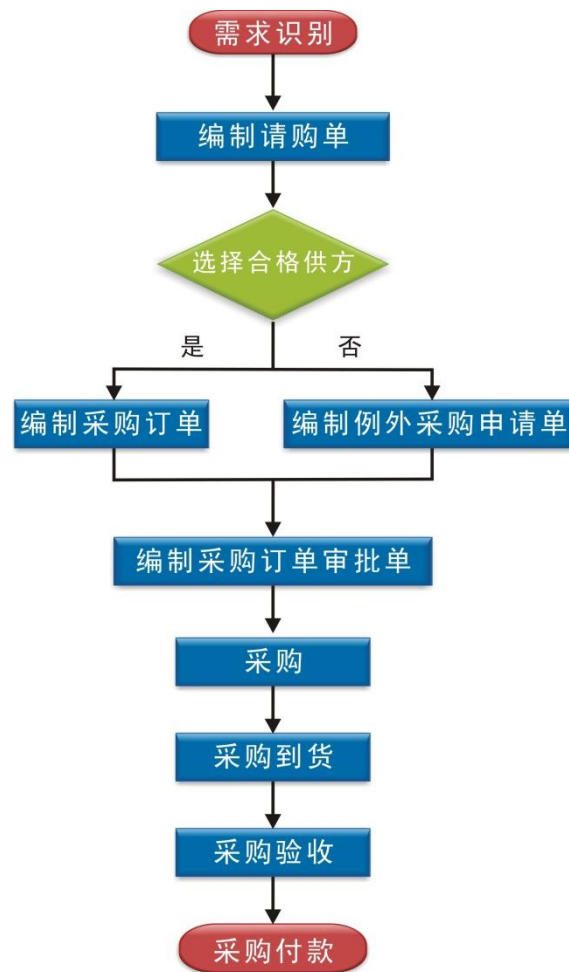 需求识别
编制请购单
选择合格供方
是
否
编制采购订单
编制例外采购申请单
编制采购订单审批单
采购
采购到货
采购验收
采购付款